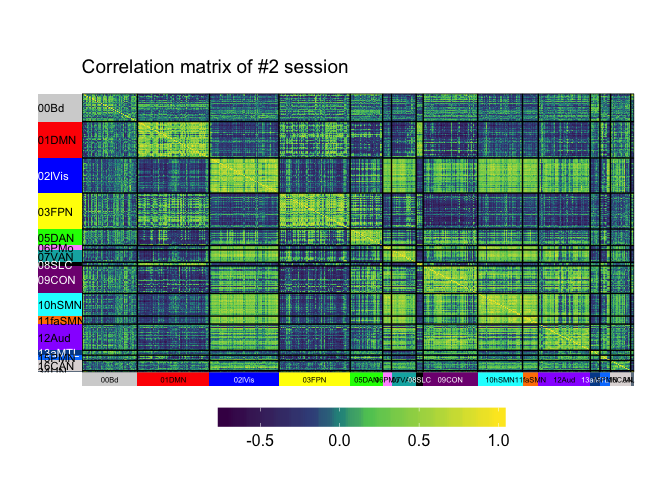 Correlation matrix of #2 session
00Bd
01DMN
02lVis
03FPN
05DAN
06PMo
07VAN
08SLC
09CON
10hSMN
11faSMN
12Aud
13aMTL
16CAN
00Bd 01DMN 02lVis 03FPN 05DAN 08SLC 09CON 10hSMN 11faSMN 12Aud
-0.5 0.0 0.5 1.0